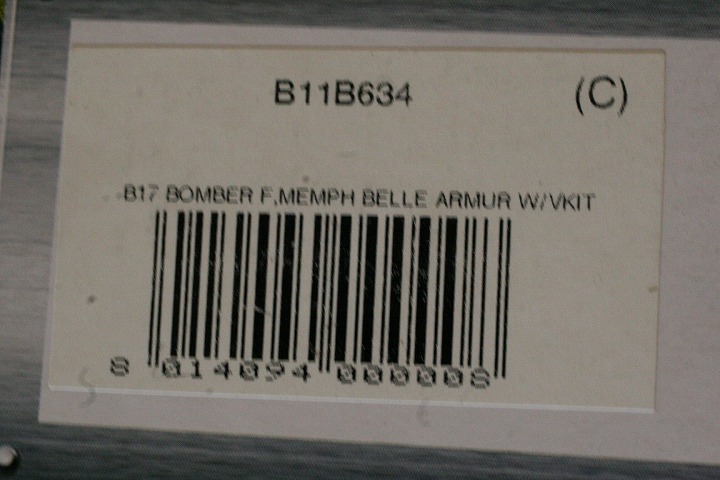 B11B634 (C)
B17 BOMBER F,MEMPH BELLE ARMUR W/VKIT
8 014094 000008